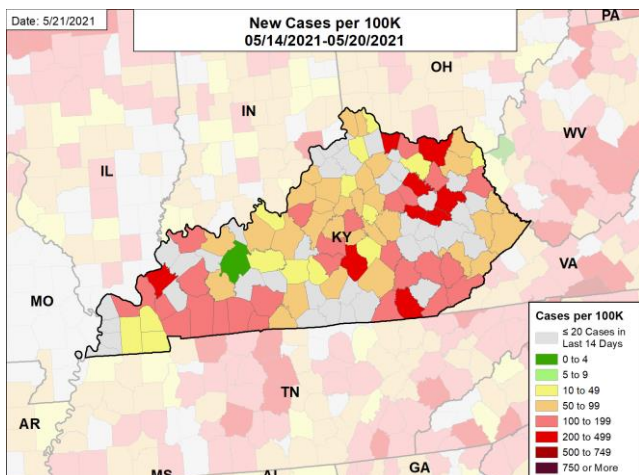 Date: 5/21/2021
New Cases per 100K
05/14/2021-05/20/2021
PA
OH
IN
WV
IL
KY
VA
MO
TN
AR
MS
AL
GA
Cases per 100K
≤ 20 Cases in
Last 14 Days
0 to 4
5 to 9
10 to 49
50 to 99
100 to 199
200 to 499
500 to 749
750 or More